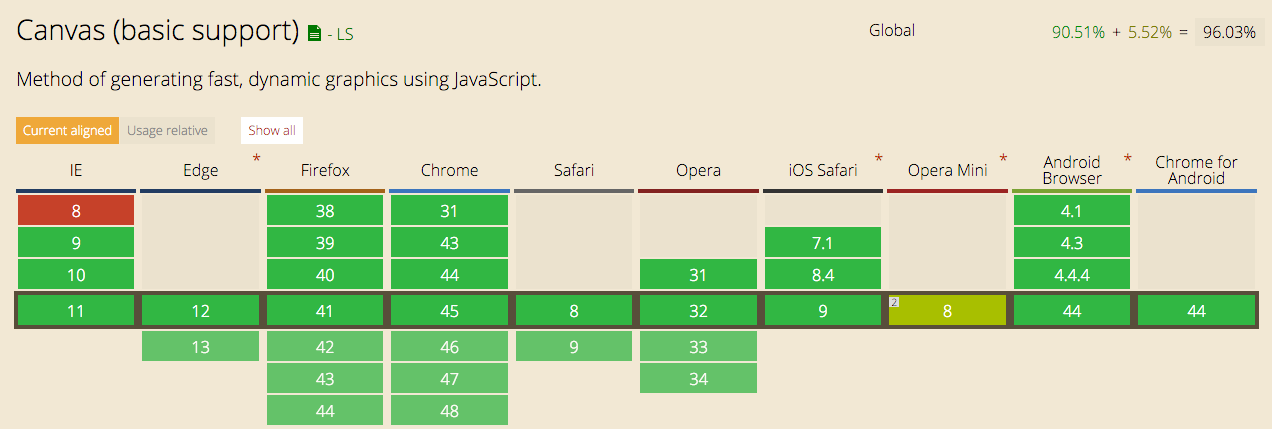 Canvas (basic support) - LS Global 90.51% + 5.52% = 96.03%
Method of generating fast, dynamic graphics using JavaScript.
Current aligned Usage relative Show all
IE Edge * Firefox Chrome Safari Opera iOS Safari * Opera Mini * Android Browser * Chrome for Android
8 38 31 4.1
9 39 43 7.1 4.3
10 40 44 31 8.4 4.4.4
11 12 41 45 8 32 9 2 8 44 44
13 42 46 9 33
43 47 34
44 48